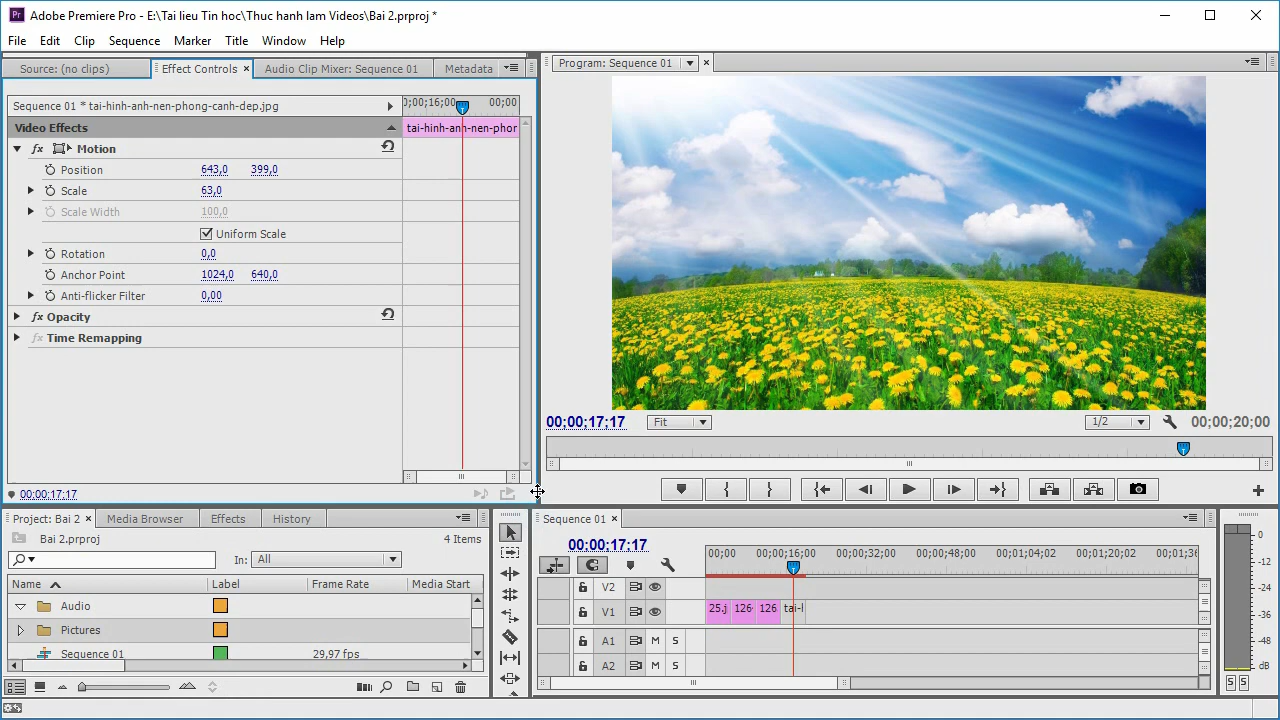 Pr Adobe Premiere Pro - E:\Tai lieu Tin hoc\Thuc hanh lam Videos\Bai 2.prproj *
File Edit Clip Sequence Marker Title Window Help
Source: (no clips) Effect Controls × Audio Clip Mixer: Sequence 01 Metadata
Program: Sequence 01 ×
Sequence 01 * tai-hinh-anh-nen-phong-canh-dep.jpg
0;00;16;00 00;00
Video Effects
tai-hinh-anh-nen-phor
fx Motion
Position 643,0 399,0
Scale 63,0
Scale Width 100,0
Uniform Scale
Rotation 0,0
Anchor Point 1024,0 640,0
Anti-flicker Filter 0,00
fx Opacity
fx Time Remapping
00;00;17;17
00;00;17;17 Fit 1/2 00;00;20;00
Project: Bai 2 × Media Browser Effects History
Bai 2.prproj 4 Items
In: All
Name Label Frame Rate Media Start
Audio
Pictures
Sequence 01 29,97 fps
Sequence 01 ×
00;00;17;17
00;00 00;00;16;00 00;00;32;00 00;00;48;00 00;01;04;02 00;01;20;02 00;01;36
V2
V1 25.j 126 126 tai-l
A1 M S
A2 M S
0
-12
-24
-36
-48
dB
S S